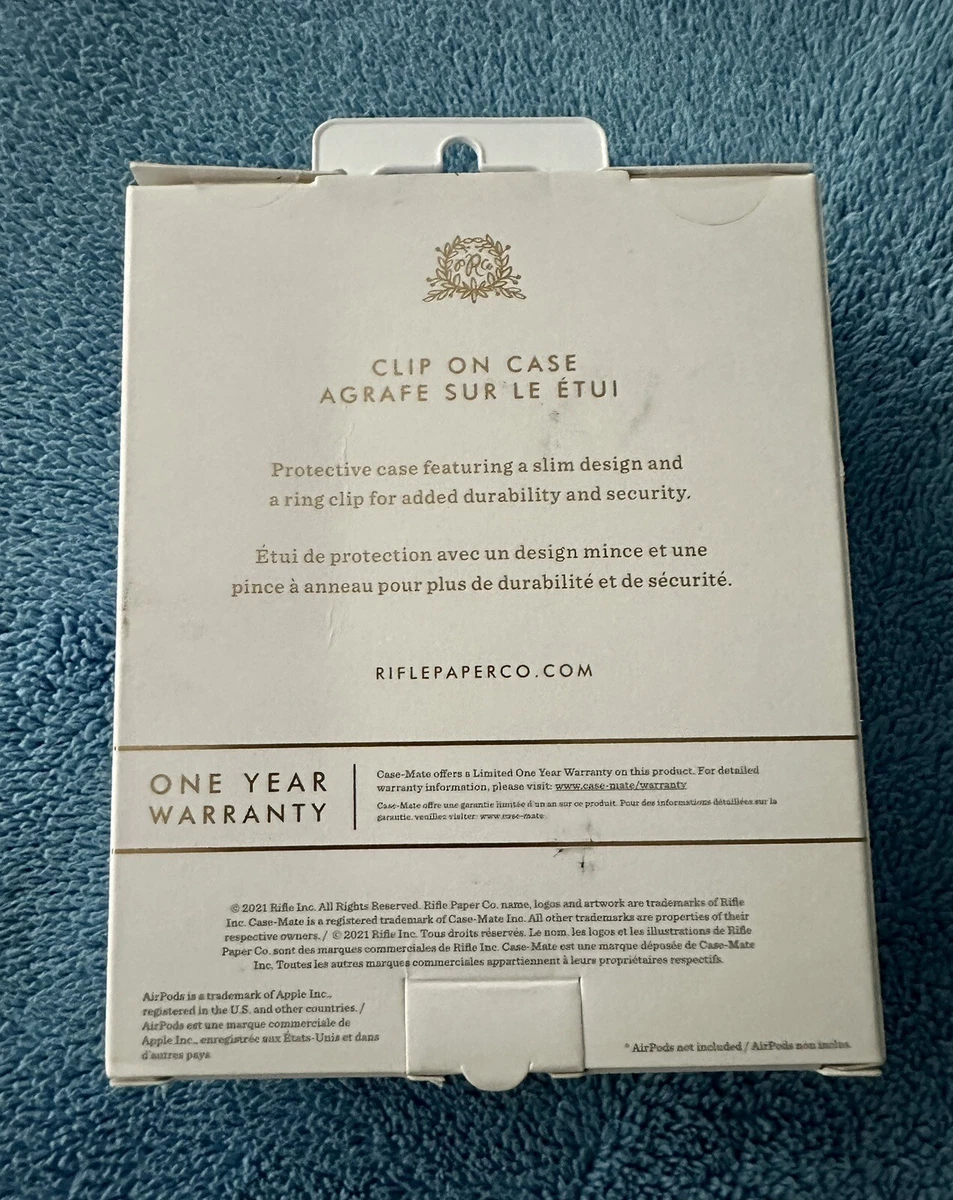 RPCo
CLIP ON CASE
AGRAFE SUR LE ÉTUI
Protective case featuring a slim design and
a ring clip for added durability and security.
Étui de protection avec un design mince et une
pince à anneau pour plus de durabilité et de sécurité.
RIFLEPAPERCO.COM
ONE YEAR
WARRANTY
Case-Mate offers a Limited One Year Warranty on this product. For detailed
warranty information, please visit: www.case-mate/warranty
Case-Mate offre une garantie limitée d'un an sur ce produit. Pour des informations détaillées sur la
garantie, veuillez visiter: www.case-mate
© 2021 Rifle Inc. All Rights Reserved. Rifle Paper Co. name, logos and artwork are trademarks of Rifle
Inc. Case-Mate is a registered trademark of Case-Mate Inc. All other trademarks are properties of their
respective owners. / © 2021 Rifle Inc. Tous droits réservés. Le nom, les logos et les illustrations de Rifle
Paper Co. sont des marques commerciales de Rifle Inc. Case-Mate est une marque déposée de Case-Mate
Inc. Toutes les autres marques commerciales appartiennent à leurs propriétaires respectifs.
AirPods is a trademark of Apple Inc.,
registered in the U.S. and other countries. /
AirPods est une marque commerciale de
Apple Inc., enregistrée aux États-Unis et dans
d'autres pays
* AirPods not included / AirPods non inclus.